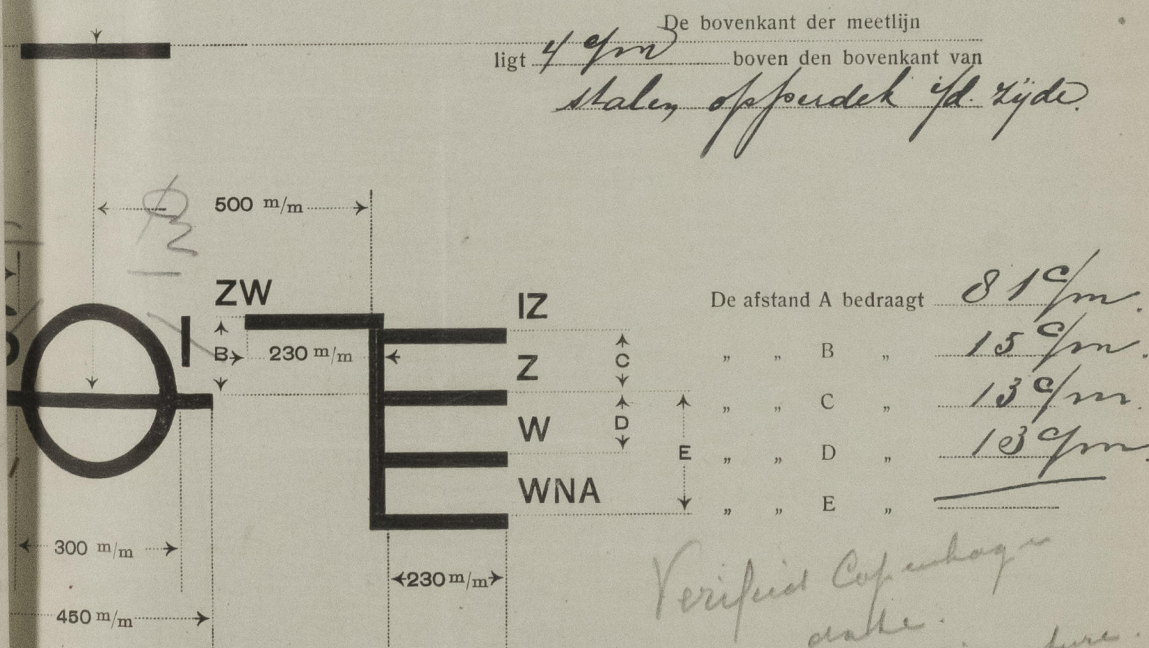 De bovenkant der meetlijn
ligt 4 c/m boven den bovenkant van
stalen opperdek i/d. zijde.
500 m/m
ZW
IZ
B
230 m/m
Z
C
W
D
E
WNA
De afstand A bedraagt 81 c/m.
„ „ B „ 15 c/m.
„ „ C „ 13 c/m.
„ „ D „ 13 c/m.
„ „ E „
300 m/m
230 m/m
450 m/m
Verified Copenhagen